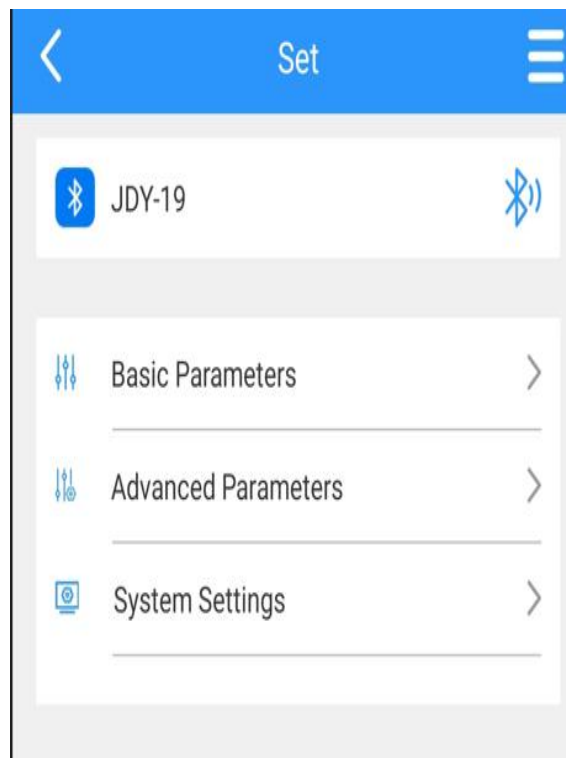 Set
JDY-19
Basic Parameters
Advanced Parameters
System Settings